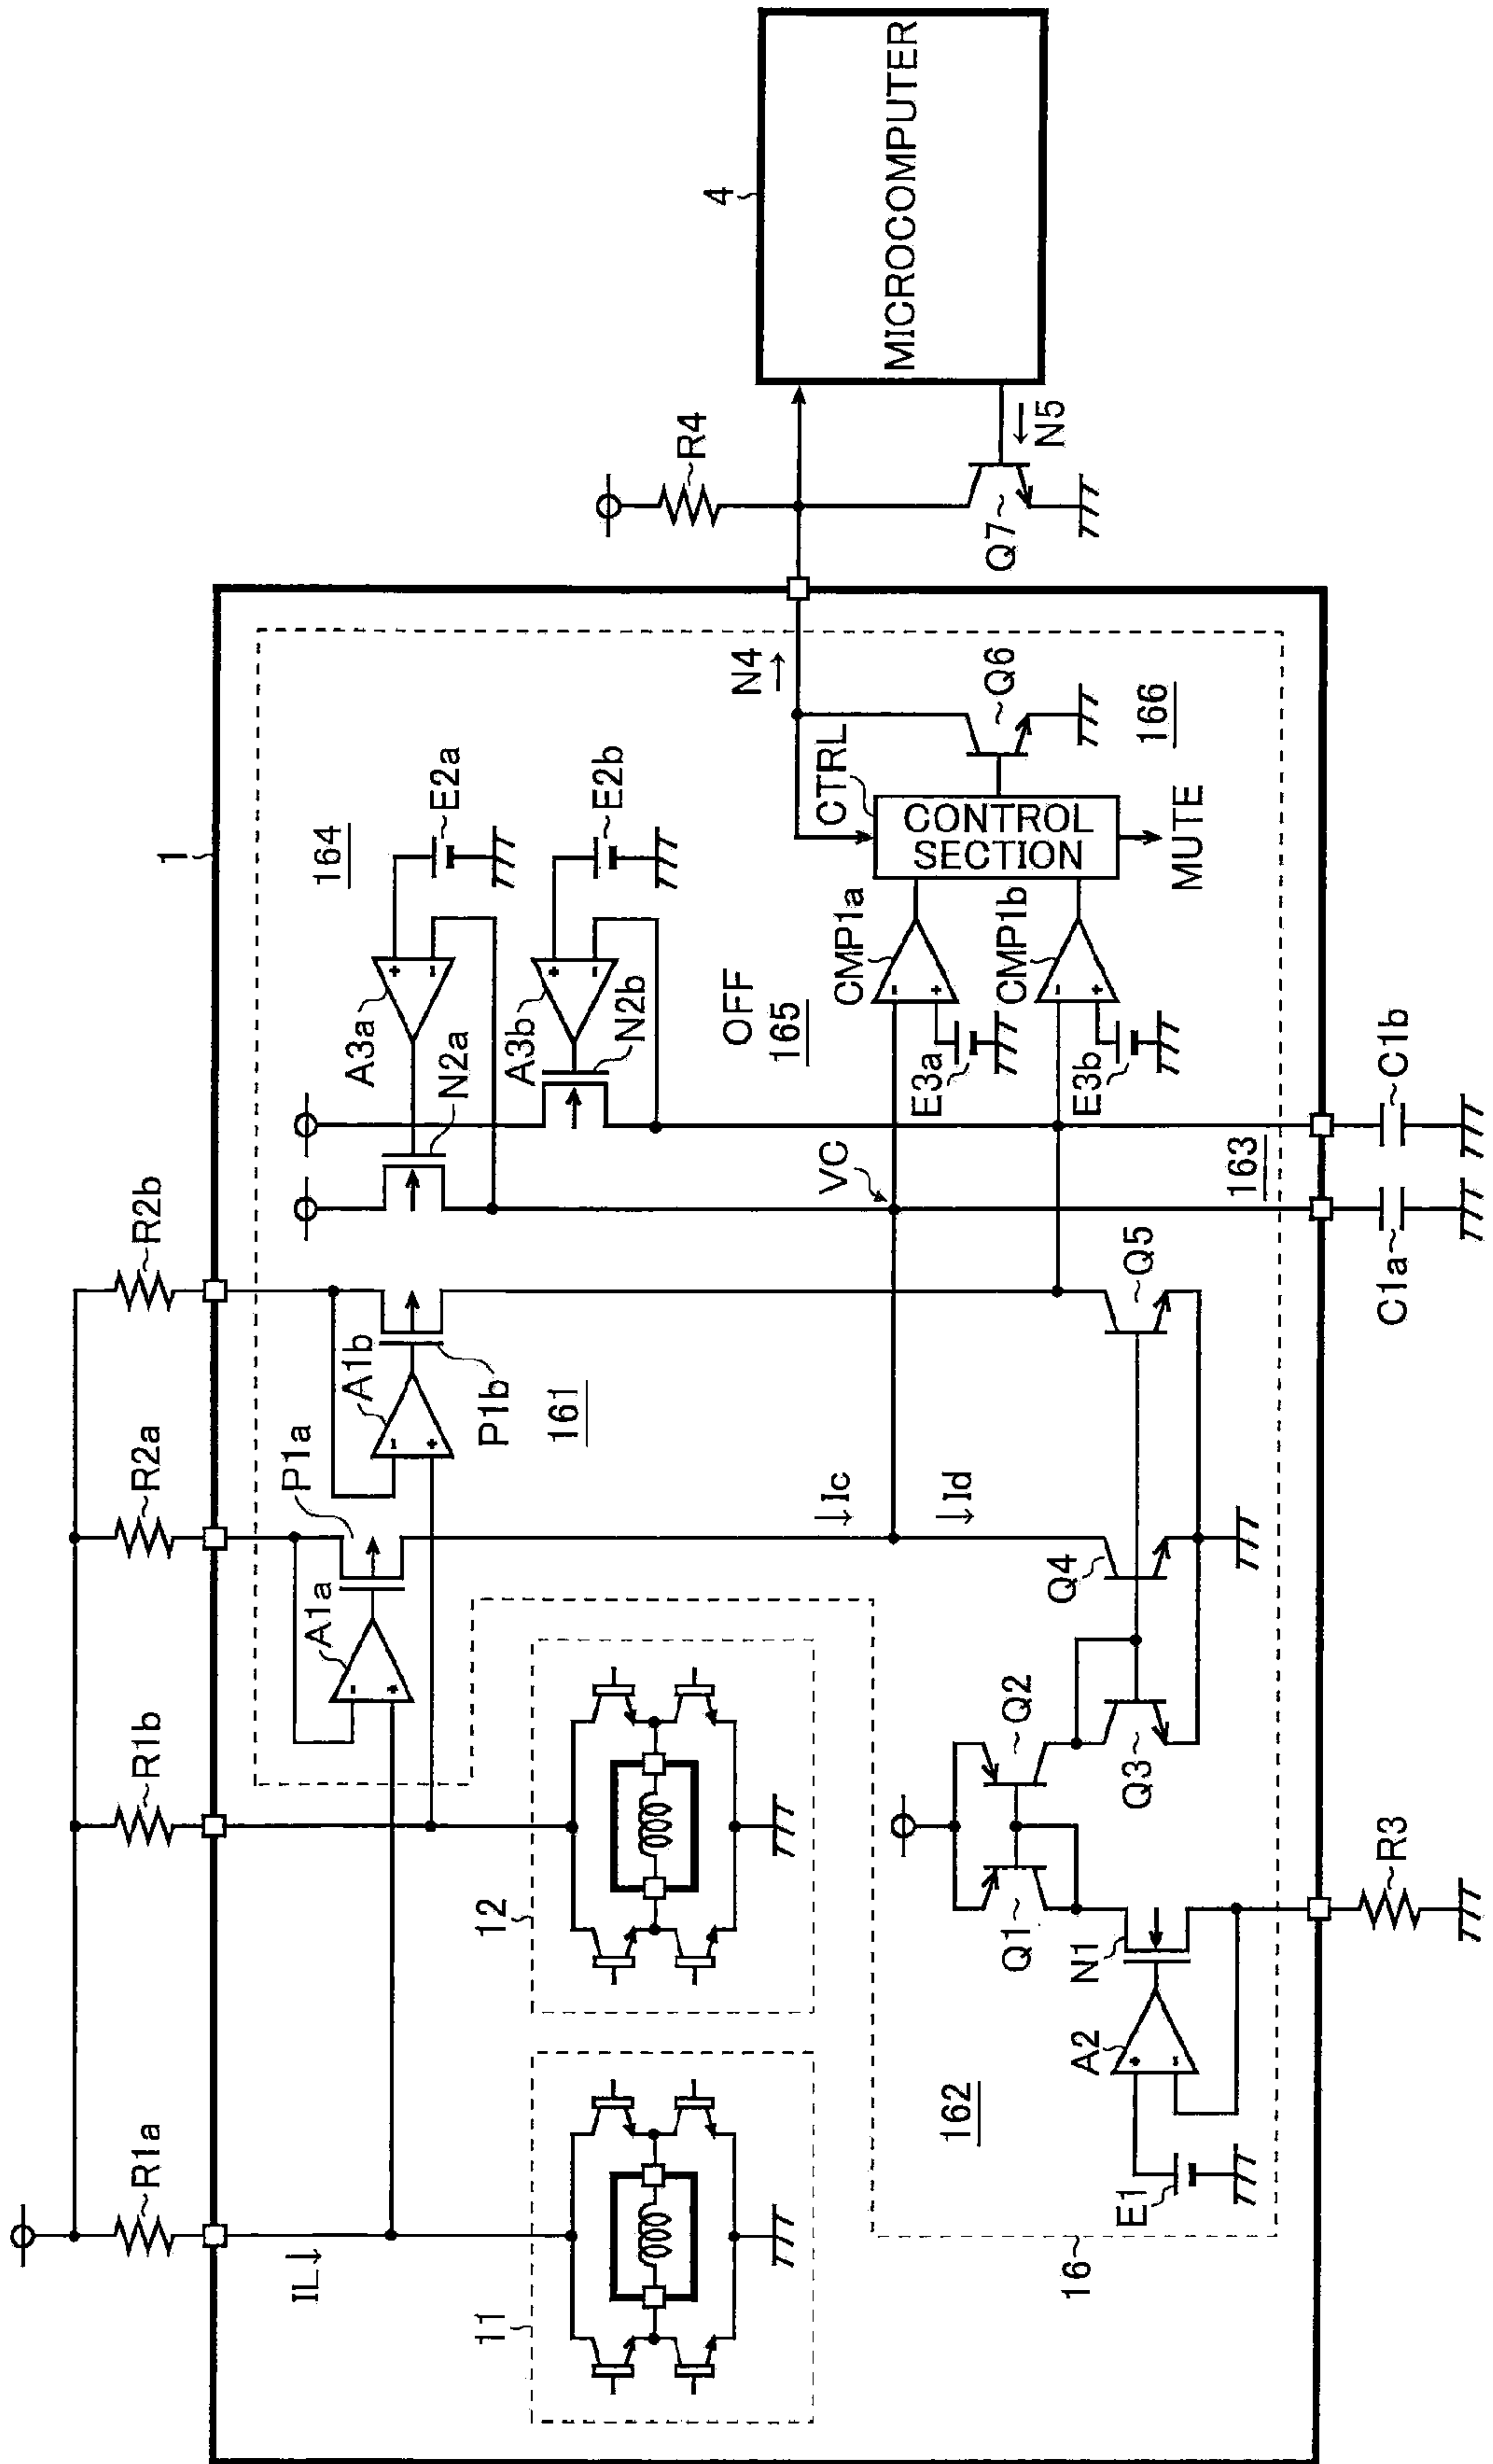 R1a
R1b
R2a
R2b
1
IL↓
11
12
16
A1a
P1a
A1b
P1b
161
↓Ic
↓Id
A3a
N2a
164
E2a
A3b
N2b
E2b
OFF
165
VC
CMP1a
E3a
CMP1b
E3b
CTRL
CONTROL
SECTION
MUTE
166
Q6
N4
→
R4
4
MICROCOMPUTER
Q7
←
N5
162
E1
A2
N1
Q1
Q2
Q3
Q4
Q5
163
R3
C1a
C1b
+
-
+
-
+
-
+
-
+
-
+
-
+
-